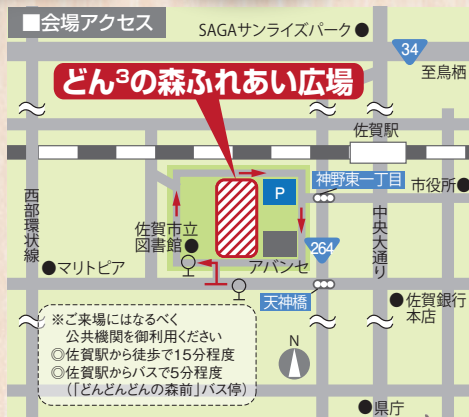 ■会場アクセス
SAGAサンライズパーク
34
至鳥栖
どん³の森ふれあい広場
佐賀駅
P
神野東一丁目
市役所
西部環状線
佐賀市立
図書館
中央大通り
264
マリトピア
アバンセ
天神橋
佐賀銀行
本店
※ご来場にはなるべく
公共機関を御利用ください
◎佐賀駅から徒歩で15分程度
◎佐賀駅からバスで5分程度
(「どんどんどんの森前」バス停)
N
県庁